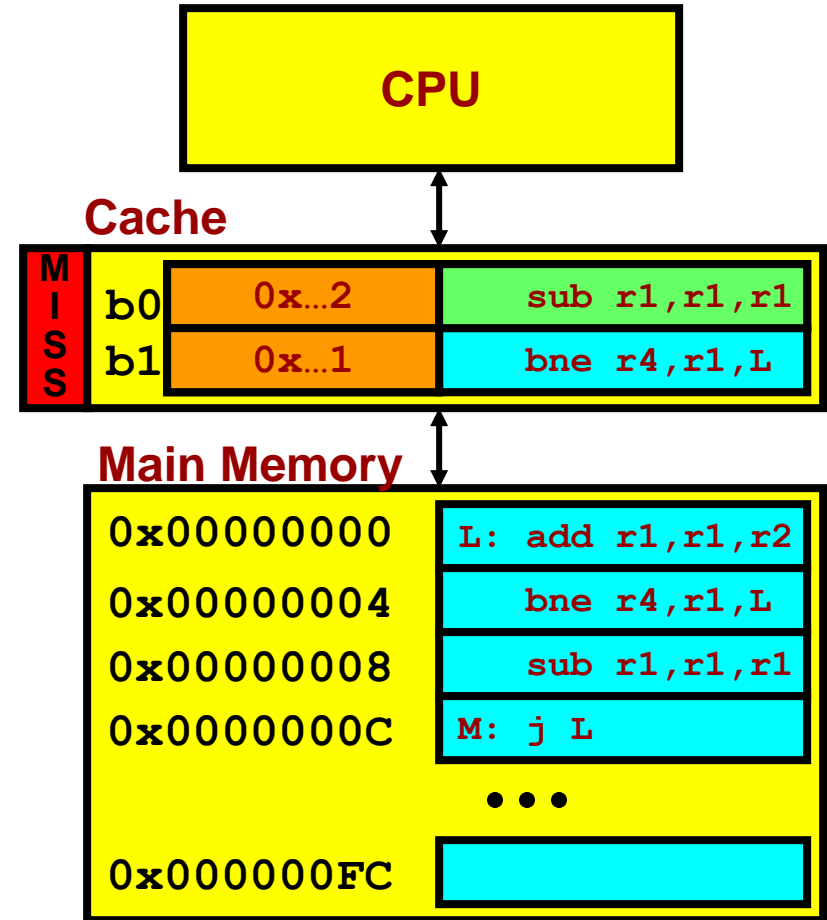 CPU
Cache
MISS
b0 0x…2 sub r1,r1,r1
b1 0x…1 bne r4,r1,L
Main Memory
0x00000000 L: add r1,r1,r2
0x00000004 bne r4,r1,L
0x00000008 sub r1,r1,r1
0x0000000C M: j L
•••
0x000000FC